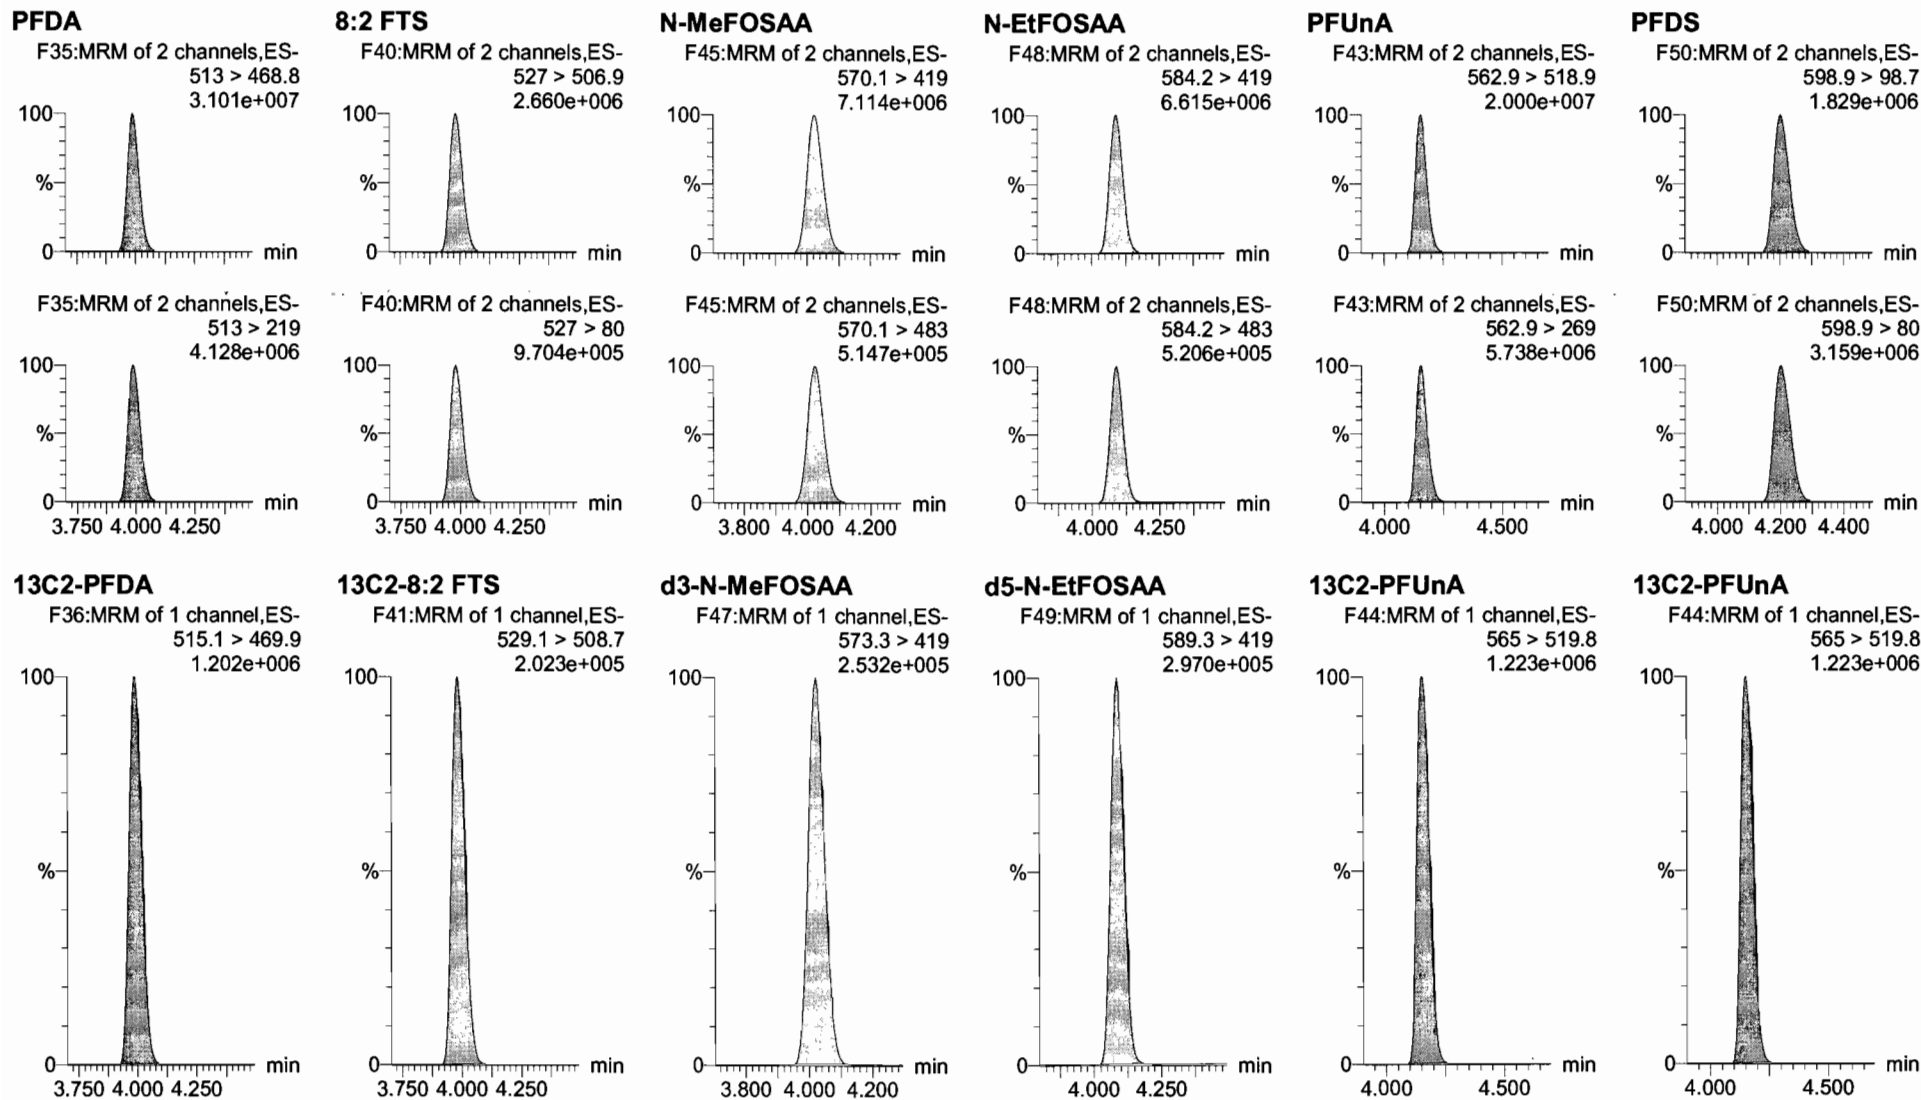 PFDA
F35:MRM of 2 channels,ES-
513 > 468.8
3.101e+007
100
%
0
min
8:2 FTS
F40:MRM of 2 channels,ES-
527 > 506.9
2.660e+006
100
%
0
min
N-MeFOSAA
F45:MRM of 2 channels,ES-
570.1 > 419
7.114e+006
100
%
0
min
N-EtFOSAA
F48:MRM of 2 channels,ES-
584.2 > 419
6.615e+006
100
%
0
min
PFUnA
F43:MRM of 2 channels,ES-
562.9 > 518.9
2.000e+007
100
%
0
min
PFDS
F50:MRM of 2 channels,ES-
598.9 > 98.7
1.829e+006
100
%
0
min
F35:MRM of 2 channels,ES-
513 > 219
4.128e+006
100
%
0
min
3.750 4.000 4.250
F40:MRM of 2 channels,ES-
527 > 80
9.704e+005
100
%
0
min
3.750 4.000 4.250
F45:MRM of 2 channels,ES-
570.1 > 483
5.147e+005
100
%
0
min
3.800 4.000 4.200
F48:MRM of 2 channels,ES-
584.2 > 483
5.206e+005
100
%
0
min
4.000 4.250
F43:MRM of 2 channels,ES-
562.9 > 269
5.738e+006
100
%
0
min
4.000 4.500
F50:MRM of 2 channels,ES-
598.9 > 80
3.159e+006
100
%
0
min
4.000 4.200 4.400
13C2-PFDA
F36:MRM of 1 channel,ES-
515.1 > 469.9
1.202e+006
100
%
0
min
3.750 4.000 4.250
13C2-8:2 FTS
F41:MRM of 1 channel,ES-
529.1 > 508.7
2.023e+005
100
%
0
min
3.750 4.000 4.250
d3-N-MeFOSAA
F47:MRM of 1 channel,ES-
573.3 > 419
2.532e+005
100
%
0
min
3.800 4.000 4.200
d5-N-EtFOSAA
F49:MRM of 1 channel,ES-
589.3 > 419
2.970e+005
100
%
0
min
4.000 4.250
13C2-PFUnA
F44:MRM of 1 channel,ES-
565 > 519.8
1.223e+006
100
%
0
min
4.000 4.500
13C2-PFUnA
F44:MRM of 1 channel,ES-
565 > 519.8
1.223e+006
100
%
0
min
4.000 4.500